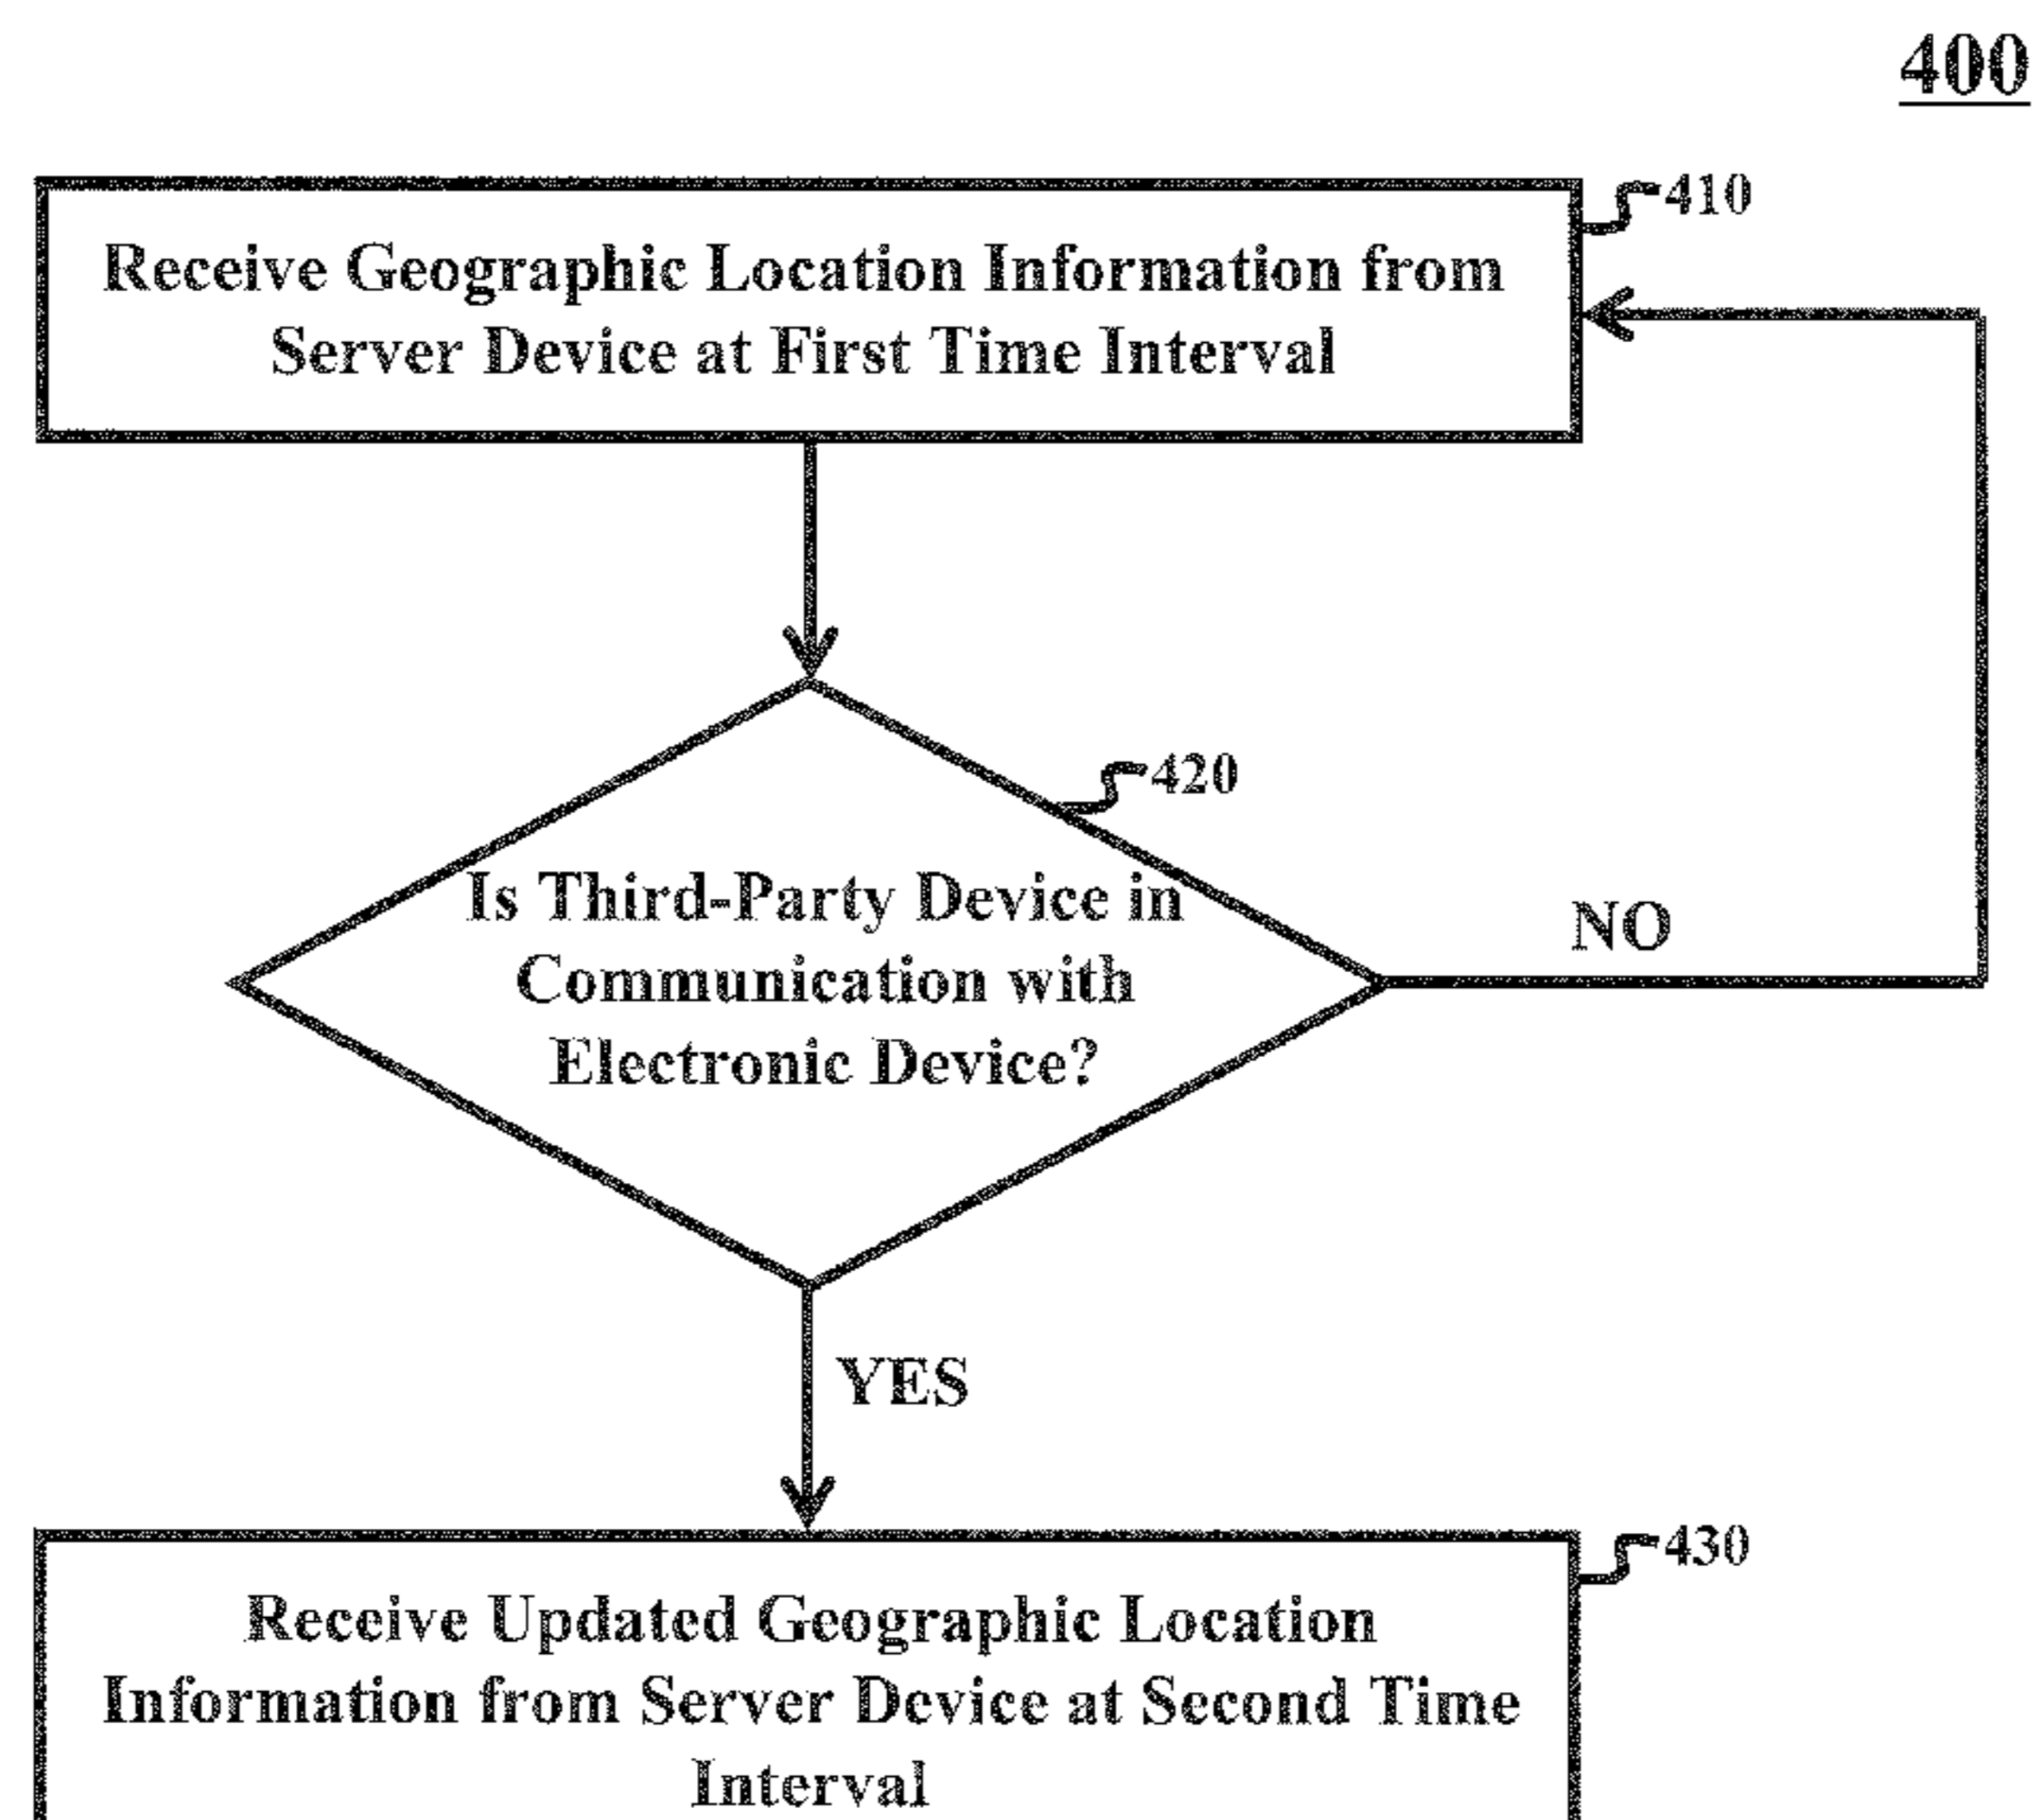 400
410
Receive Geographic Location Information from
Server Device at First Time Interval
420
Is Third-Party Device in
Communication with
Electronic Device?
NO
YES
430
Receive Updated Geographic Location
Information from Server Device at Second Time
Interval